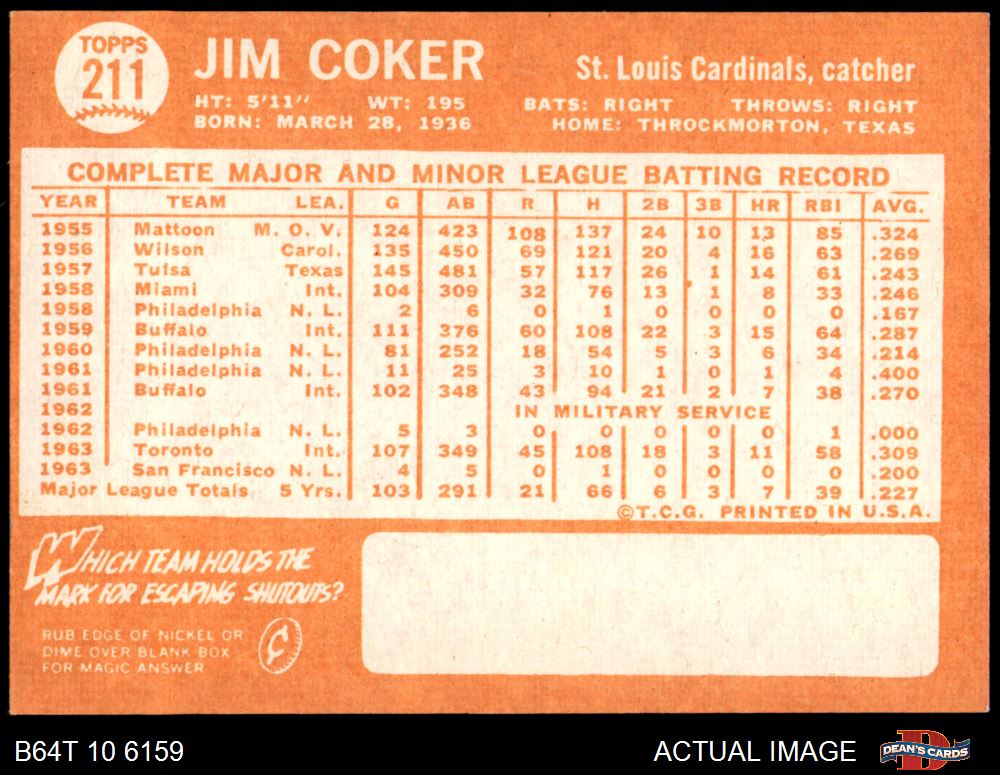 TOPPS
211
JIM COKER
St. Louis Cardinals, catcher
HT: 5'11" WT: 195 BATS: RIGHT THROWS: RIGHT
BORN: MARCH 28, 1936 HOME: THROCKMORTON, TEXAS
COMPLETE MAJOR AND MINOR LEAGUE BATTING RECORD
YEAR TEAM LEA. G AB R H 2B 3B HR RBI AVG.
1955 Mattoon M. O. V. 124 423 108 137 24 10 13 85 .324
1956 Wilson Carol. 135 450 69 121 20 4 16 63 .269
1957 Tulsa Texas 145 481 57 117 26 1 14 61 .243
1958 Miami Int. 104 309 32 76 13 1 8 33 .246
1958 Philadelphia N. L. 2 6 0 1 0 0 0 0 .167
1959 Buffalo Int. 111 376 60 108 22 3 15 64 .287
1960 Philadelphia N. L. 81 252 18 54 5 3 6 34 .214
1961 Philadelphia N. L. 11 25 3 10 1 0 1 4 .400
1961 Buffalo Int. 102 348 43 94 21 2 7 38 .270
1962 IN MILITARY SERVICE
1962 Philadelphia N. L. 5 3 0 0 0 0 0 1 .000
1963 Toronto Int. 107 349 45 108 18 3 11 58 .309
1963 San Francisco N. L. 4 5 0 1 0 0 0 0 .200
Major League Totals 5 Yrs. 103 291 21 66 6 3 7 39 .227
©T.C.G. PRINTED IN U.S.A.
WHICH TEAM HOLDS THE
MARK FOR ESCAPING SHUTOUTS?
RUB EDGE OF NICKEL OR
DIME OVER BLANK BOX
FOR MAGIC ANSWER
¢
B64T 10 6159
ACTUAL IMAGE
D
DEAN'S CARDS